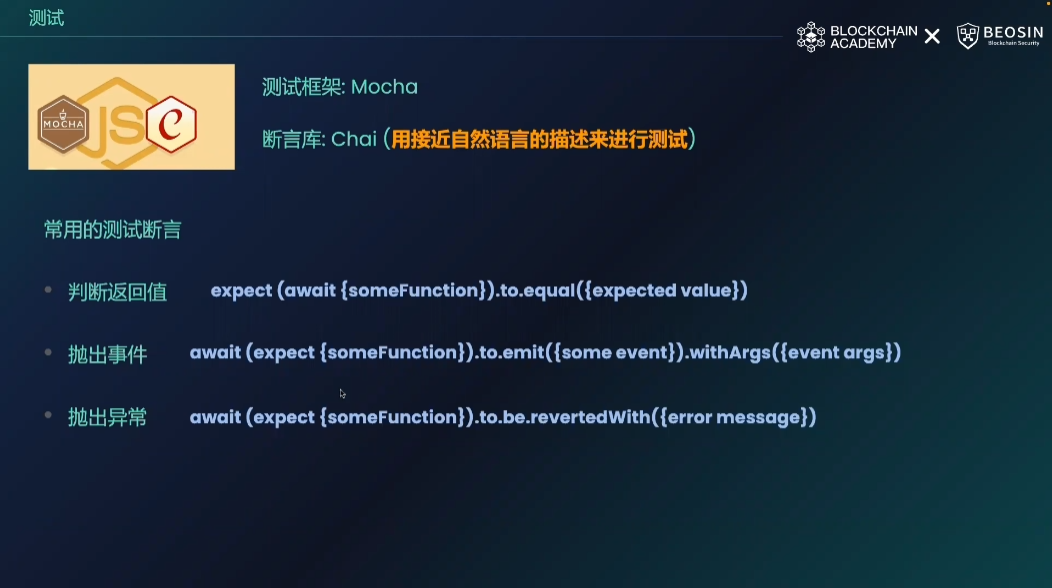 测试
BLOCKCHAIN
ACADEMY
BEOSIN
Blockchain Security
MOCHA
JS
测试框架: Mocha
断言库: Chai (用接近自然语言的描述来进行测试)
常用的测试断言
判断返回值 expect (await {someFunction}).to.equal({expected value})
抛出事件 await (expect {someFunction}).to.emit({some event}).withArgs({event args})
抛出异常 await (expect {someFunction}).to.be.revertedWith({error message})